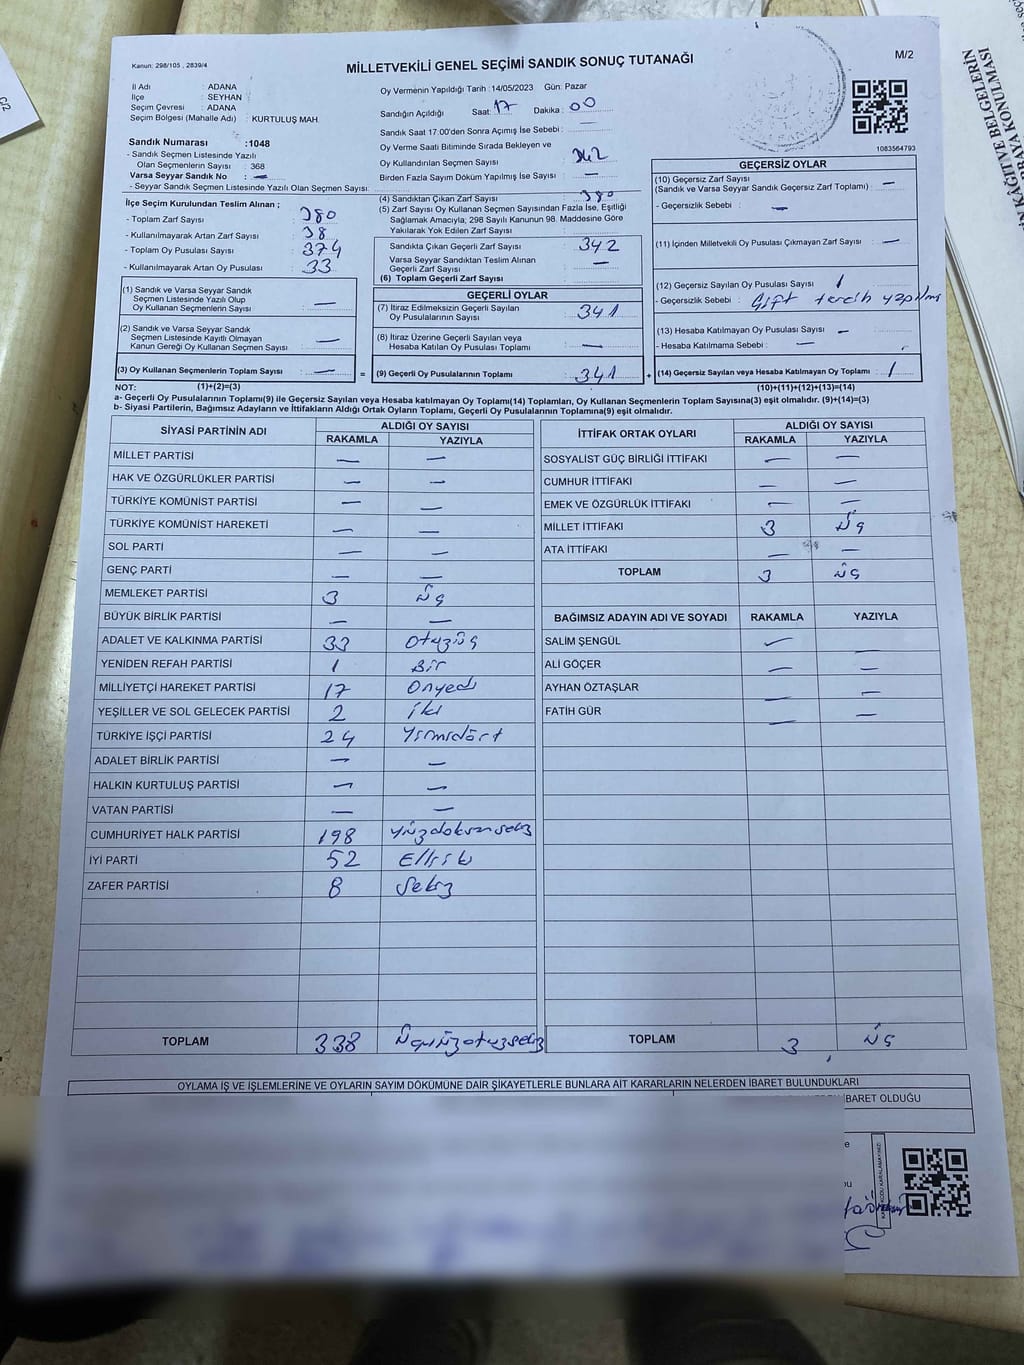 Kanun: 298/105 , 2839/4
MİLLETVEKİLİ GENEL SEÇİMİ SANDIK SONUÇ TUTANAĞI
M/2
İl Adı : ADANA
İlçe : SEYHAN
Seçim Çevresi : ADANA
Seçim Bölgesi (Mahalle Adı) : KURTULUŞ MAH.
Sandık Numarası :1048
- Sandık Seçmen Listesinde Yazılı
Olan Seçmenlerin Sayısı : 368
Varsa Seyyar Sandık No : —
- Seyyar Sandık Seçmen Listesinde Yazılı Olan Seçmen Sayısı:
Oy Vermenin Yapıldığı Tarih :14/05/2023 Gün: Pazar
Sandığın Açıldığı Saat: 17 Dakika : 00
Sandık Saat 17.00'den Sonra Açımış İse Sebebi : —
Oy Verme Saati Bitiminde Sırada Bekleyen ve
Oy Kullandırılan Seçmen Sayısı : 342
Birden Fazla Sayım Döküm Yapılmış İse Sayısı : —
1083564793
İlçe Seçim Kurulundan Teslim Alınan ;
- Toplam Zarf Sayısı : 380
- Kullanılmayarak Artan Zarf Sayısı : 38
- Toplam Oy Pusulası Sayısı : 374
- Kullanılmayarak Artan Oy Pusulası : 33
(4) Sandıktan Çıkan Zarf Sayısı : 380
(5) Zarf Sayısı Oy Kullanan Seçmen Sayısından Fazla İse, Eşitliği
Sağlamak Amacıyla; 298 Sayılı Kanunun 98. Maddesine Göre
Yakılarak Yok Edilen Zarf Sayısı :
Sandıkta Çıkan Geçerli Zarf Sayısı : 342
Varsa Seyyar Sandıktan Teslim Alınan
Geçerli Zarf Sayısı : —
(6) Toplam Geçerli Zarf Sayısı :
GEÇERSİZ OYLAR
(10) Geçersiz Zarf Sayısı : —
(Sandık ve Varsa Seyyar Sandık Geçersiz Zarf Toplamı)
- Geçersizlik Sebebi : —
(11) İçinden Milletvekili Oy Pusulası Çıkmayan Zarf Sayısı : —
(12) Geçersiz Sayılan Oy Pusulası Sayısı : 1
- Geçersizlik Sebebi : Çift tercih yapılmış
(13) Hesaba Katılmayan Oy Pusulası Sayısı : —
- Hesaba Katılmama Sebebi : —
(14) Geçersiz Sayılan veya Hesaba Katılmayan Oy Toplamı : 1
(1) Sandık ve Varsa Seyyar Sandık
Seçmen Listesinde Yazılı Olup
Oy Kullanan Seçmenlerin Sayısı : —
(2) Sandık ve Varsa Seyyar Sandık
Seçmen Listesinde Kayıtlı Olmayan
Kanun Gereği Oy Kullanan Seçmen Sayısı : —
(3) Oy Kullanan Seçmenlerin Toplam Sayısı : — =
GEÇERLİ OYLAR
(7) İtiraz Edilmeksizin Geçerli Sayılan
Oy Pusulalarının Sayısı : 341
(8) İtiraz Üzerine Geçerli Sayılan veya
Hesaba Katılan Oy Pusulası Toplamı : —
(9) Geçerli Oy Pusulalarının Toplamı : 341 +
NOT: (1)+(2)=(3) (10)+(11)+(12)+(13)=(14)
a- Geçerli Oy Pusulalarının Toplamı(9) ile Geçersiz Sayılan veya Hesaba Katılmayan Oy Toplamı(14) Toplamları, Oy Kullanan Seçmenlerin Toplam Sayısına(3) eşit olmalıdır. (9)+(14)=(3)
b- Siyasi Partilerin, Bağımsız Adayların ve İttifakların Aldığı Ortak Oyların Toplamı, Geçerli Oy Pusulalarının Toplamına(9) eşit olmalıdır.
SİYASİ PARTİNİN ADI ALDIĞI OY SAYISI
RAKAMLA YAZIYLA
MİLLET PARTİSİ — —
HAK VE ÖZGÜRLÜKLER PARTİSİ — —
TÜRKİYE KOMÜNİST PARTİSİ — —
TÜRKİYE KOMÜNİST HAREKETİ — —
SOL PARTİ — —
GENÇ PARTİ — —
MEMLEKET PARTİSİ 3 üç
BÜYÜK BİRLİK PARTİSİ — —
ADALET VE KALKINMA PARTİSİ 33 Otuzüç
YENİDEN REFAH PARTİSİ 1 Bir
MİLLİYETÇİ HAREKET PARTİSİ 17 Onyedi
YEŞİLLER VE SOL GELECEK PARTİSİ 2 iki
TÜRKİYE İŞÇİ PARTİSİ 24 Yirmidört
ADALET BİRLİK PARTİSİ — —
HALKIN KURTULUŞ PARTİSİ — —
VATAN PARTİSİ — —
CUMHURİYET HALK PARTİSİ 198 yüzdoksansekiz
İYİ PARTİ 52 Elliiki
ZAFER PARTİSİ 8 Sekiz
TOPLAM 338 üçyüzotuzsekiz
İTTİFAK ORTAK OYLARI ALDIĞI OY SAYISI
RAKAMLA YAZIYLA
SOSYALİST GÜÇ BİRLİĞİ İTTİFAKI — —
CUMHUR İTTİFAKI — —
EMEK VE ÖZGÜRLÜK İTTİFAKI — —
MİLLET İTTİFAKI 3 üç
ATA İTTİFAKI — —
TOPLAM 3 üç
BAĞIMSIZ ADAYIN ADI VE SOYADI RAKAMLA YAZIYLA
SALİM ŞENGÜL — —
ALİ GÖÇER — —
AYHAN ÖZTAŞLAR — —
FATİH GÜR — —
TOPLAM 3 üç
OYLAMA İŞ VE İŞLEMLERİNE VE OYLARIN SAYIM DÖKÜMÜNE DAİR ŞİKAYETLERLE BUNLARA AİT KARARLARIN NELERDEN İBARET BULUNDUKLARI
İBARET OLDUĞU